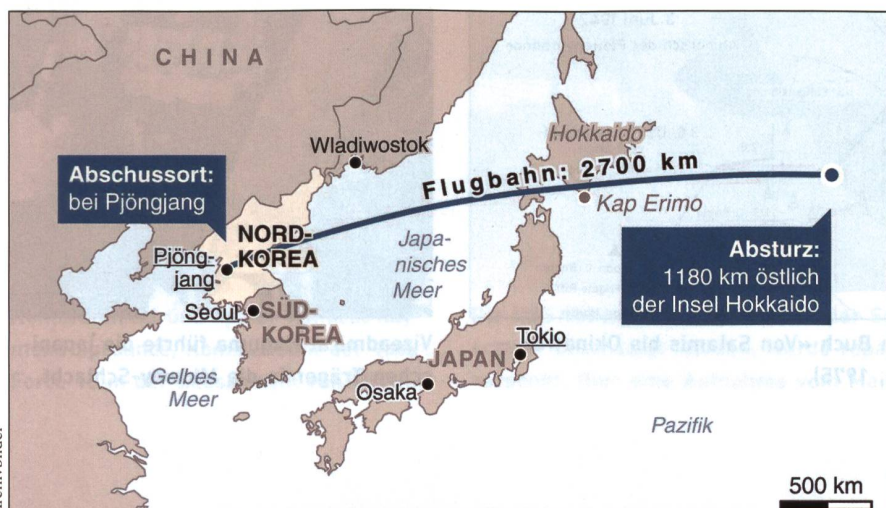 CHINA
Wladiwostok
Hokkaido
Abschussort:
bei Pjöngjang
Flugbahn: 2700 km
Kap Erimo
NORD-
KOREA
Japa-
nisches
Meer
Pjöng-
jang
Absturz:
1180 km östlich
der Insel Hokkaido
Seoul
SÜD-
KOREA
Tokio
JAPAN
Osaka
Gelbes
Meer
Pazifik
500 km